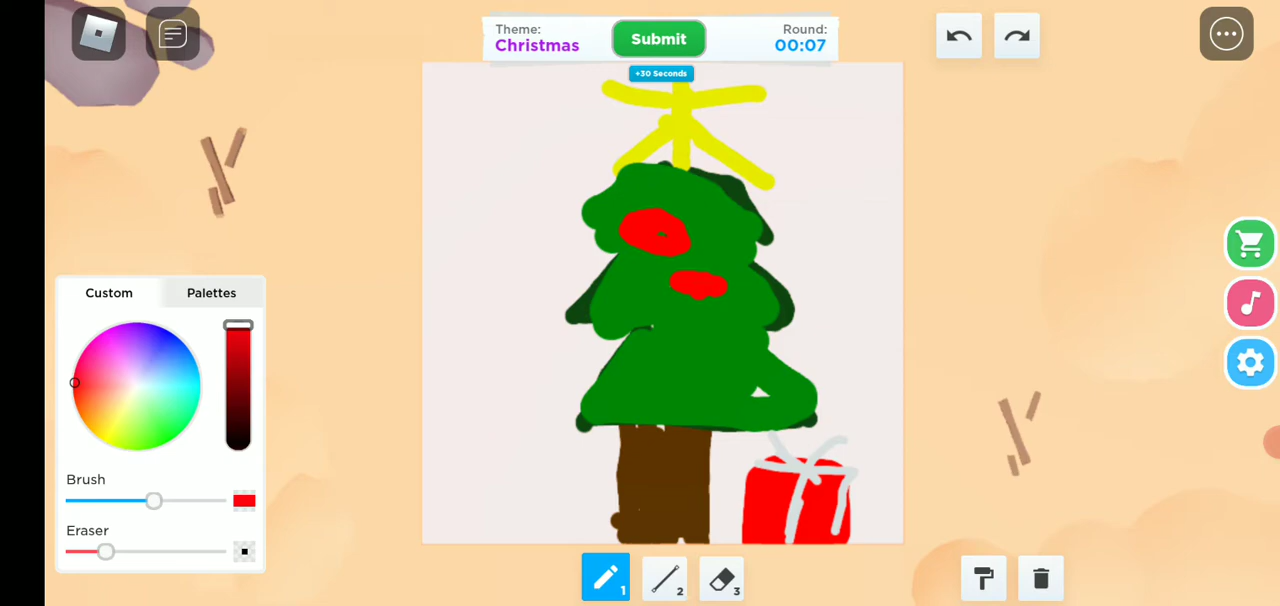 Theme:
Christmas
Submit
Round:
00:07
+30 Seconds
Custom
Palettes
Brush
Eraser
1
2
3